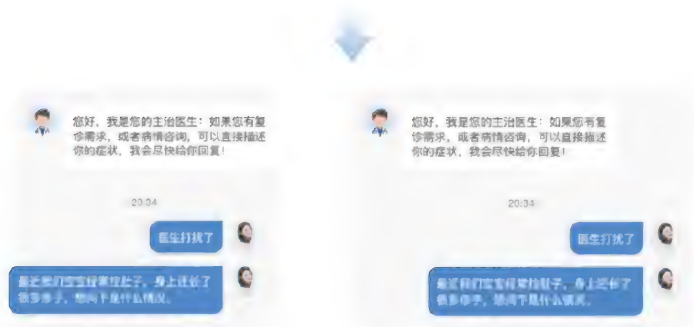 您好，我是您的主治医生：如果您有复
诊需求，或者病情咨询，可以直接描述
你的症状，我会尽快给你回复！
20:34
医生打扰了
最近我们宝宝经常拉肚子，身上还长了
很多疹子，想问下是什么情况。
您好，我是您的主治医生：如果您有复
诊需求，或者病情咨询，可以直接描述
你的症状，我会尽快给你回复！
20:34
医生打扰了
最近我们宝宝经常拉肚子，身上还长了
很多疹子，想问下是什么情况。